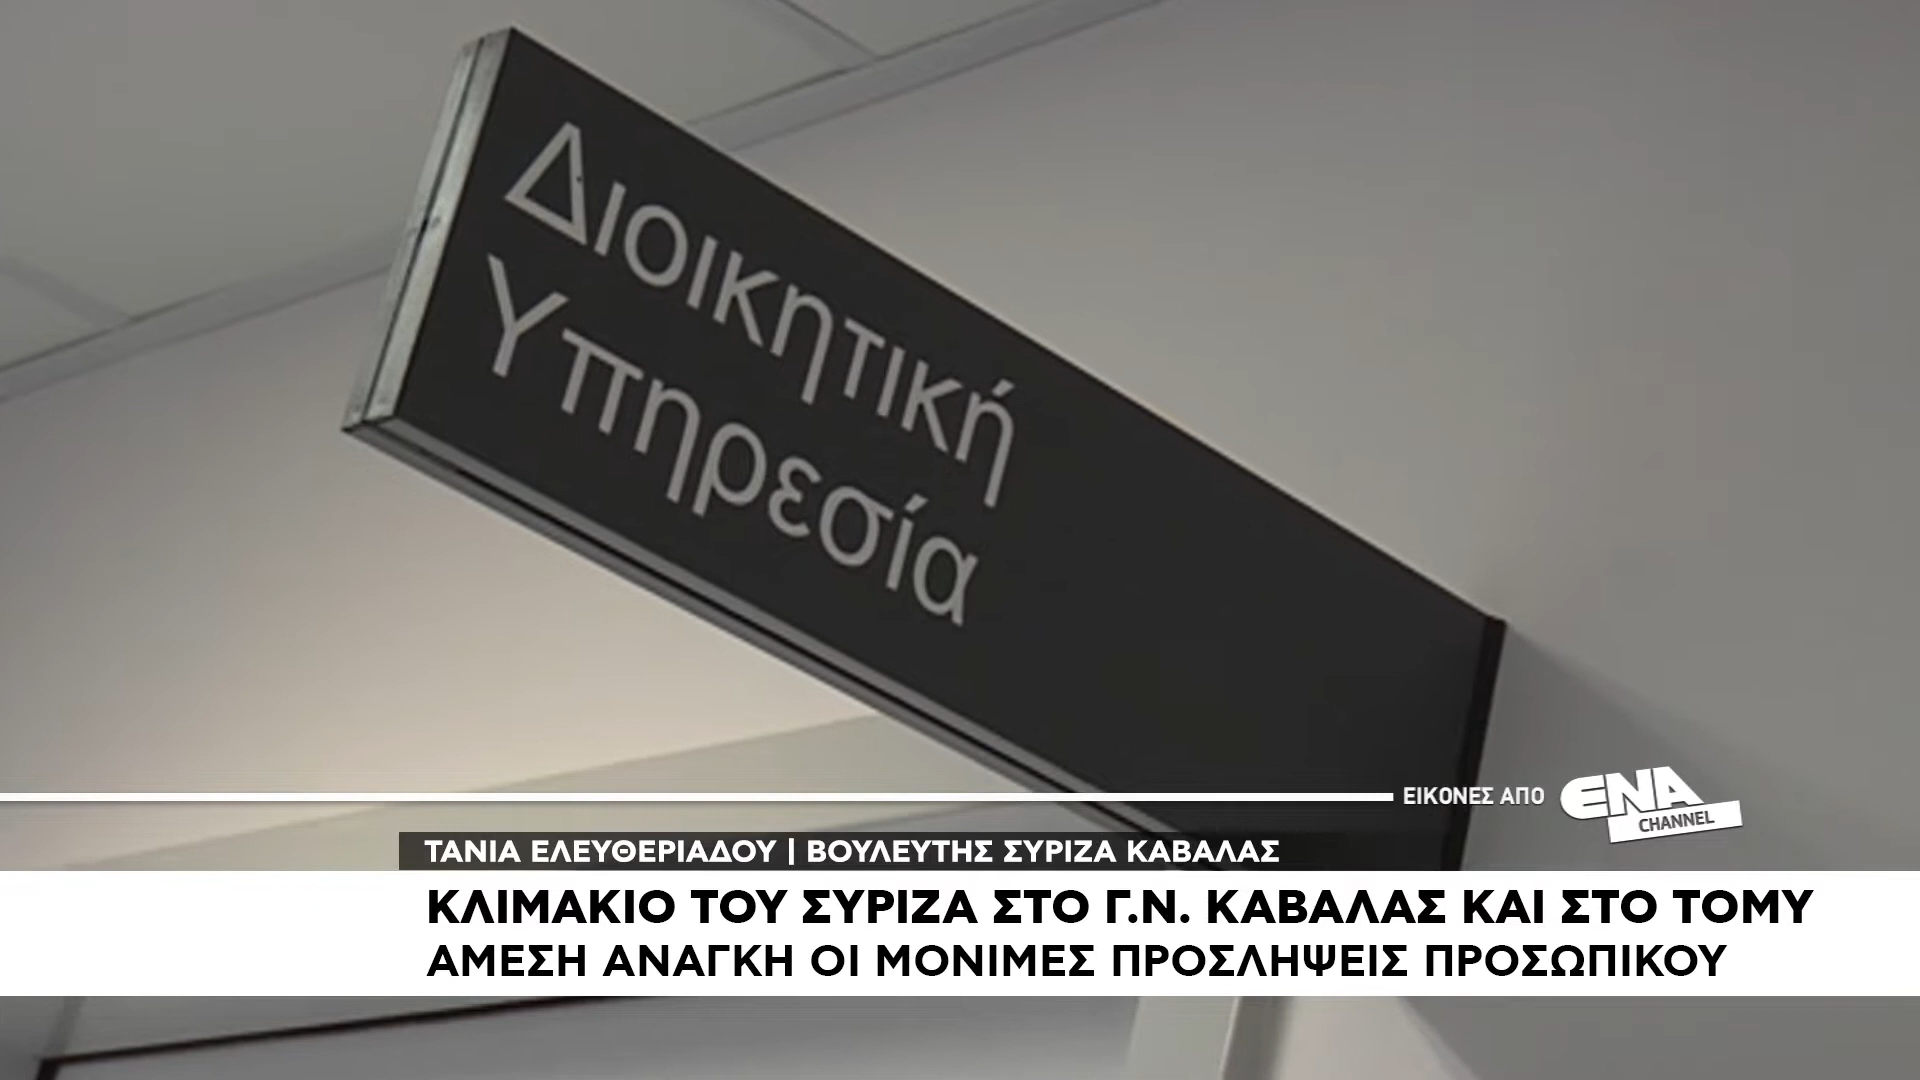 Διοικητική
Υπηρεσία
ΕΙΚΟΝΕΣ ΑΠΟ
ENA
CHANNEL
ΤΑΝΙΑ ΕΛΕΥΘΕΡΙΑΔΟΥ | ΒΟΥΛΕΥΤΗΣ ΣΥΡΙΖΑ ΚΑΒΑΛΑΣ
ΚΛΙΜΑΚΙΟ ΤΟΥ ΣΥΡΙΖΑ ΣΤΟ Γ.Ν. ΚΑΒΑΛΑΣ ΚΑΙ ΣΤΟ ΤΟΜΥ
ΑΜΕΣΗ ΑΝΑΓΚΗ ΟΙ ΜΟΝΙΜΕΣ ΠΡΟΣΛΗΨΕΙΣ ΠΡΟΣΩΠΙΚΟΥ